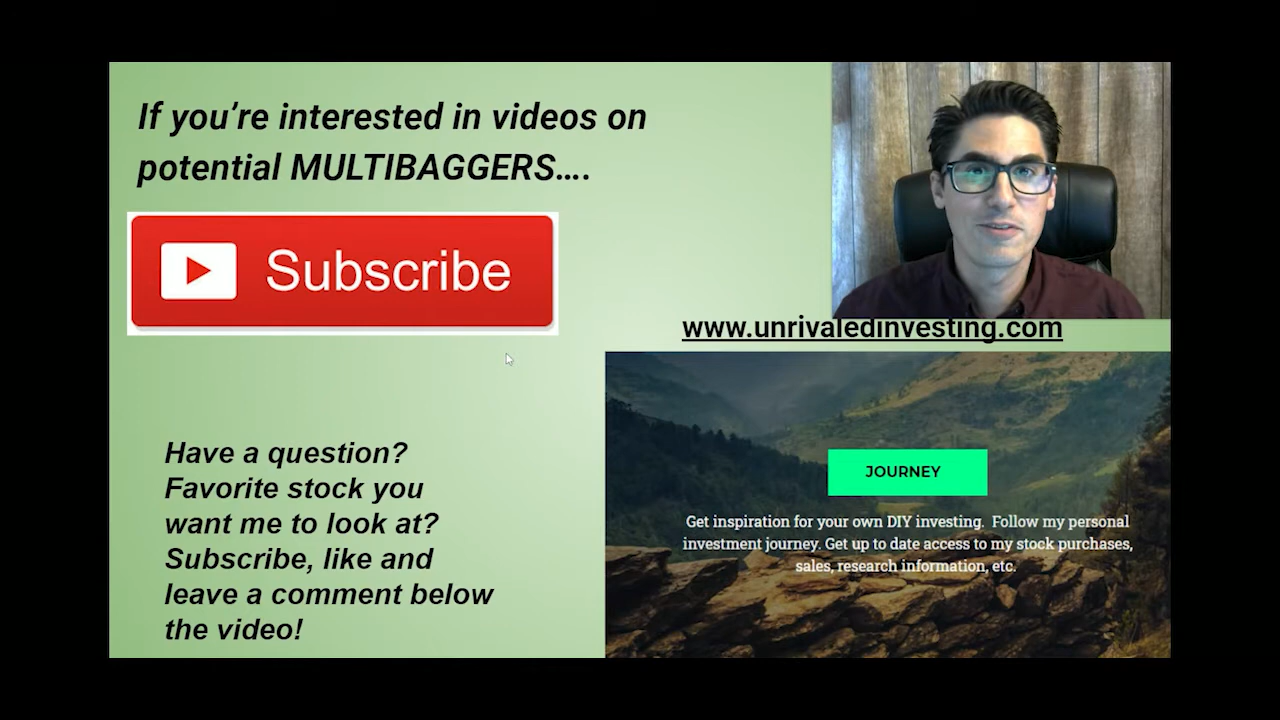 If you’re interested in videos on
potential MULTIBAGGERS….
Subscribe
www.unrivaledinvesting.com
JOURNEY
Get inspiration for your own DIY investing. Follow my personal
investment journey. Get up to date access to my stock purchases,
sales, research information, etc.
Have a question?
Favorite stock you
want me to look at?
Subscribe, like and
leave a comment below
the video!